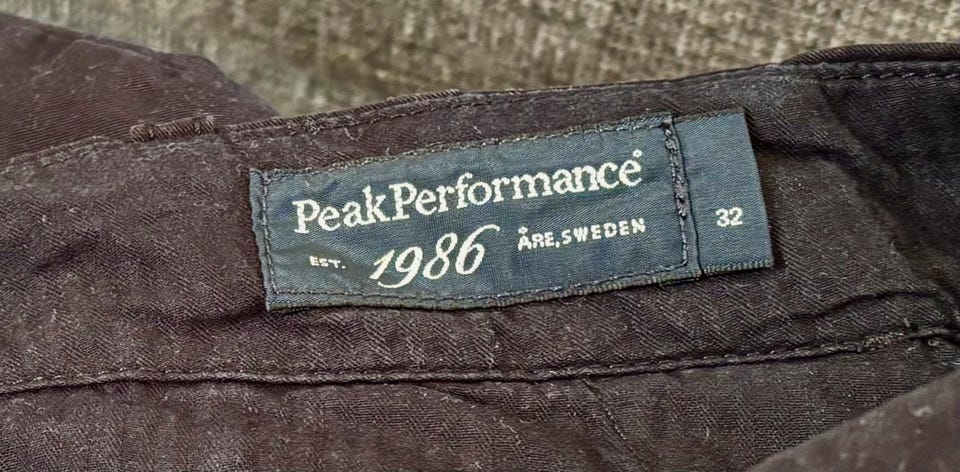 PeakPerformance
EST. 1986 ÅRE, SWEDEN
32